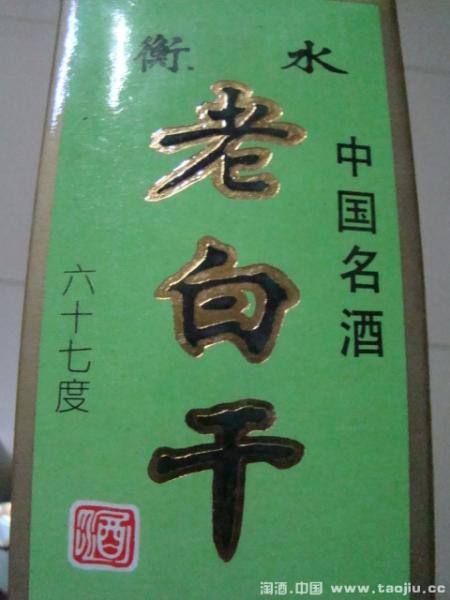 衡水
老白干
中国名酒
六十七度
酒
淘酒.中国 www.taojiu.cc